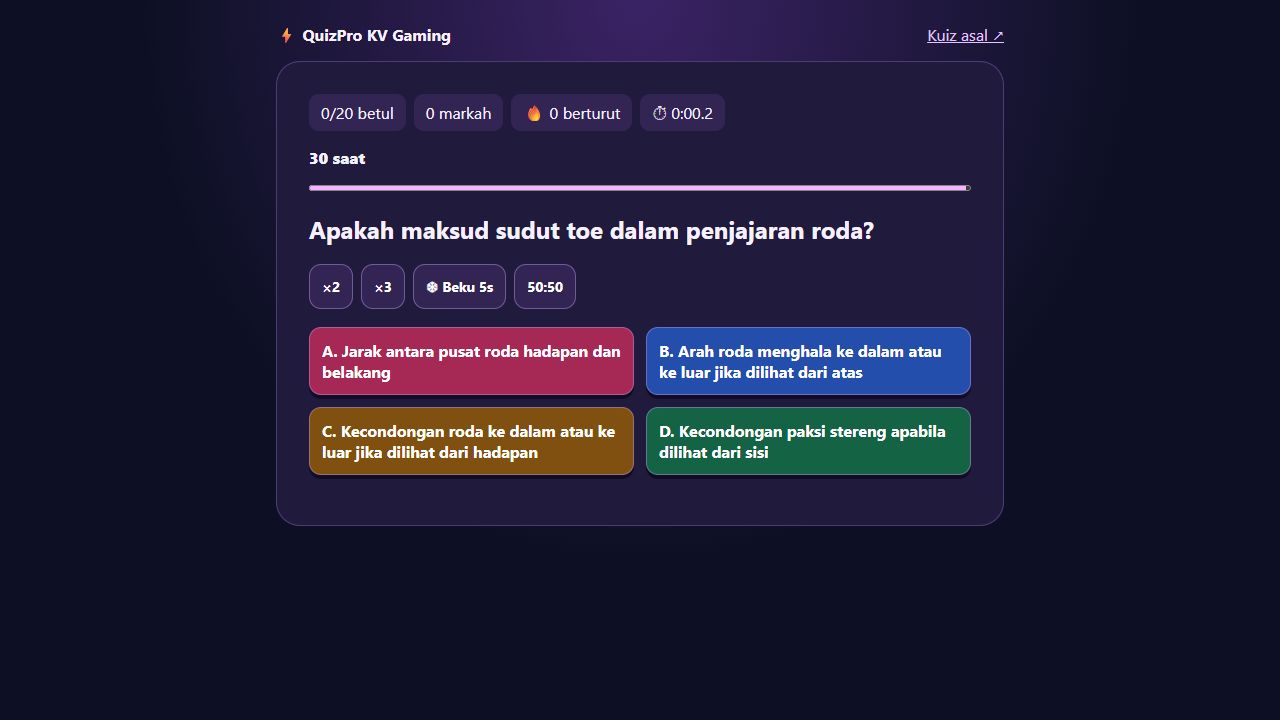 ⚡ QuizPro KV Gaming
Kuiz asal ↗
0/20 betul
0 markah
🔥 0 berturut
⏱ 0:00.2
30 saat
Apakah maksud sudut toe dalam penjajaran roda?
×2
×3
❄ Beku 5s
50:50
A. Jarak antara pusat roda hadapan dan
belakang
B. Arah roda menghala ke dalam atau
ke luar jika dilihat dari atas
C. Kecondongan roda ke dalam atau ke
luar jika dilihat dari hadapan
D. Kecondongan paksi stereng apabila
dilihat dari sisi